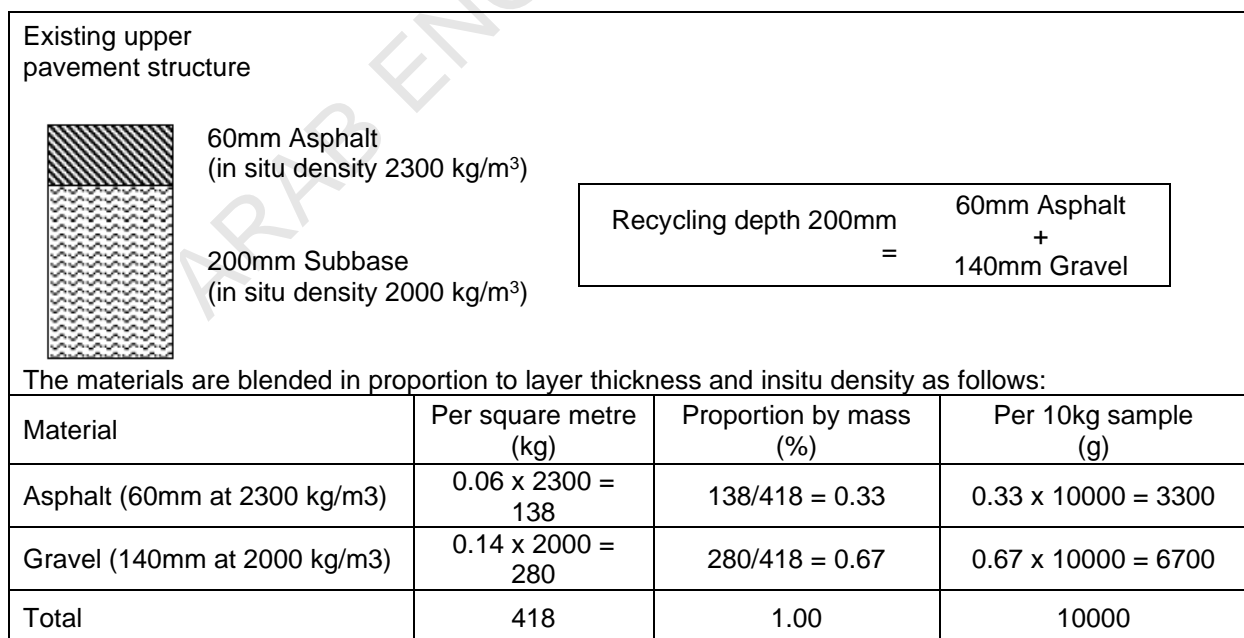 Existing upper
pavement structure
ARAB EN
60mm Asphalt
(in situ density 2300 kg/m³)
200mm Subbase
(in situ density 2000 kg/m³)
Recycling depth 200mm
=
60mm Asphalt
+
140mm Gravel
The materials are blended in proportion to layer thickness and insitu density as follows:
Material
Per square metre
(kg)
Proportion by mass
(%)
Per 10kg sample
(g)
Asphalt (60mm at 2300 kg/m3)
0.06 x 2300 =
138
138/418 = 0.33
0.33 x 10000 = 3300
Gravel (140mm at 2000 kg/m3)
0.14 x 2000 =
280
280/418 = 0.67
0.67 x 10000 = 6700
Total
418
1.00
10000